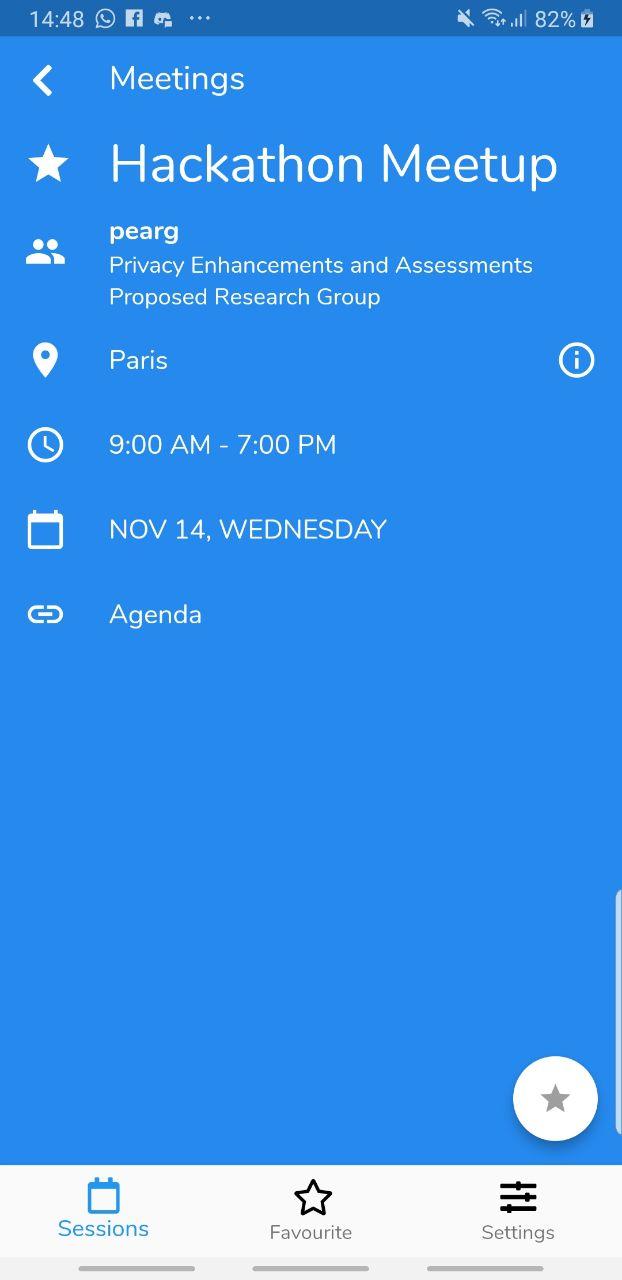 14:48 82%
Meetings
Hackathon Meetup
pearg
Privacy Enhancements and Assessments
Proposed Research Group
Paris
9:00 AM - 7:00 PM
NOV 14, WEDNESDAY
Agenda
Sessions Favourite Settings